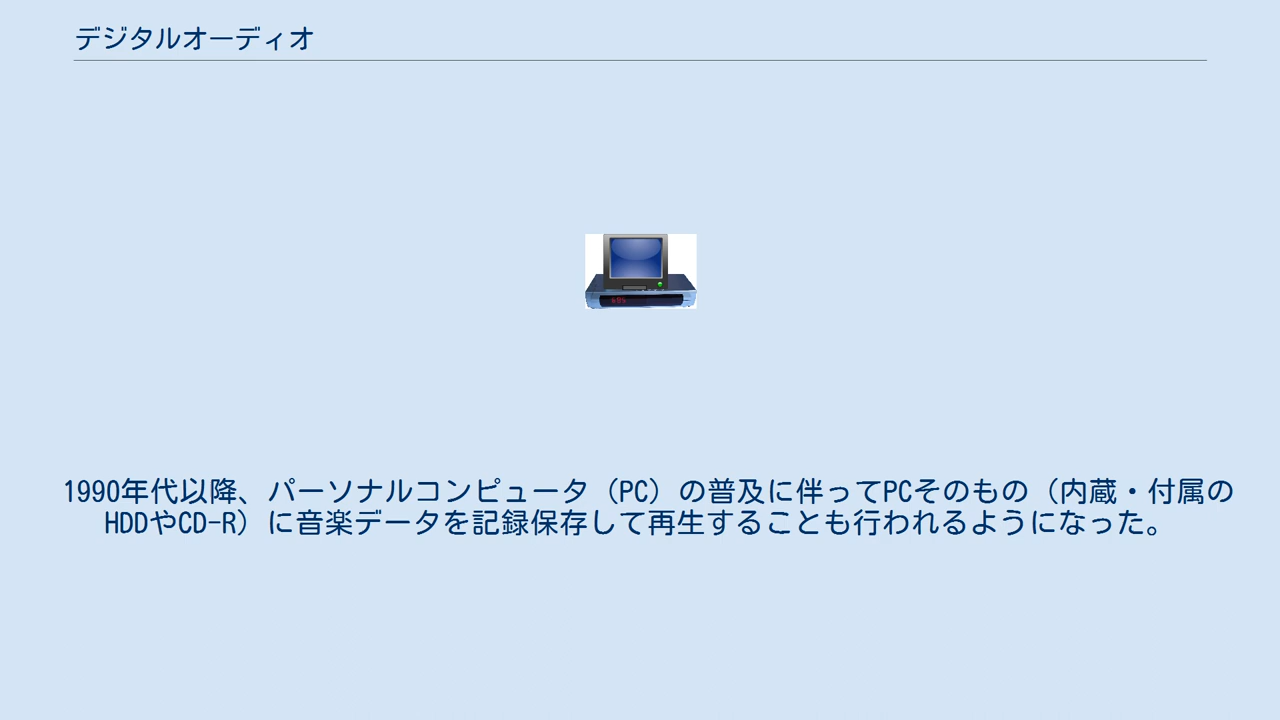 デジタルオーディオ
1990年代以降、パーソナルコンピュータ（PC）の普及に伴ってPCそのもの（内蔵・付属の
HDDやCD-R）に音楽データを記録保存して再生することも行われるようになった。